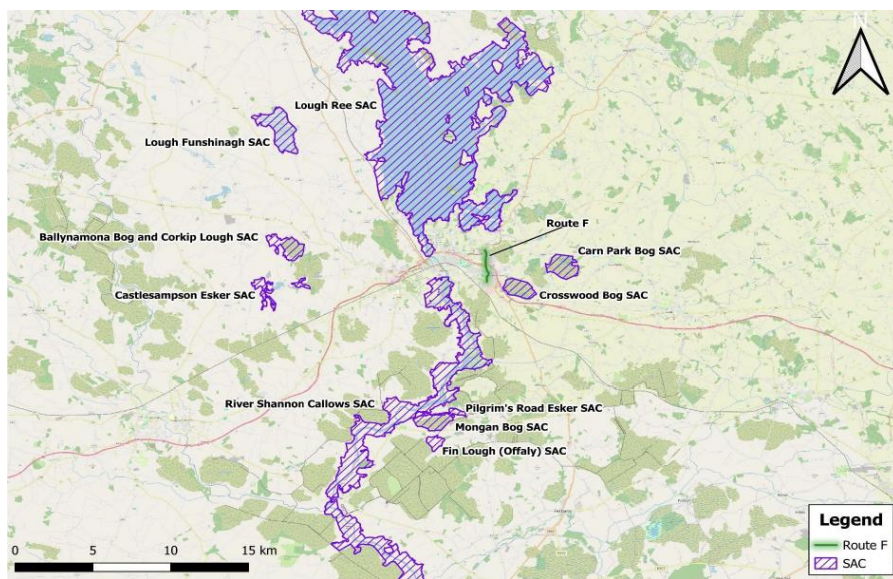 N
Lough Ree SAC
Lough Funshinagh SAC
Route F
Ballynamona Bog and Corkip Lough SAC
Carn Park Bog SAC
Castlesampson Esker SAC
Crosswood Bog SAC
River Shannon Callows SAC
Pilgrim's Road Esker SAC
Mongan Bog SAC
Fin Lough (Offaly) SAC
Legend
Route F
SAC
0 5 10 15 km